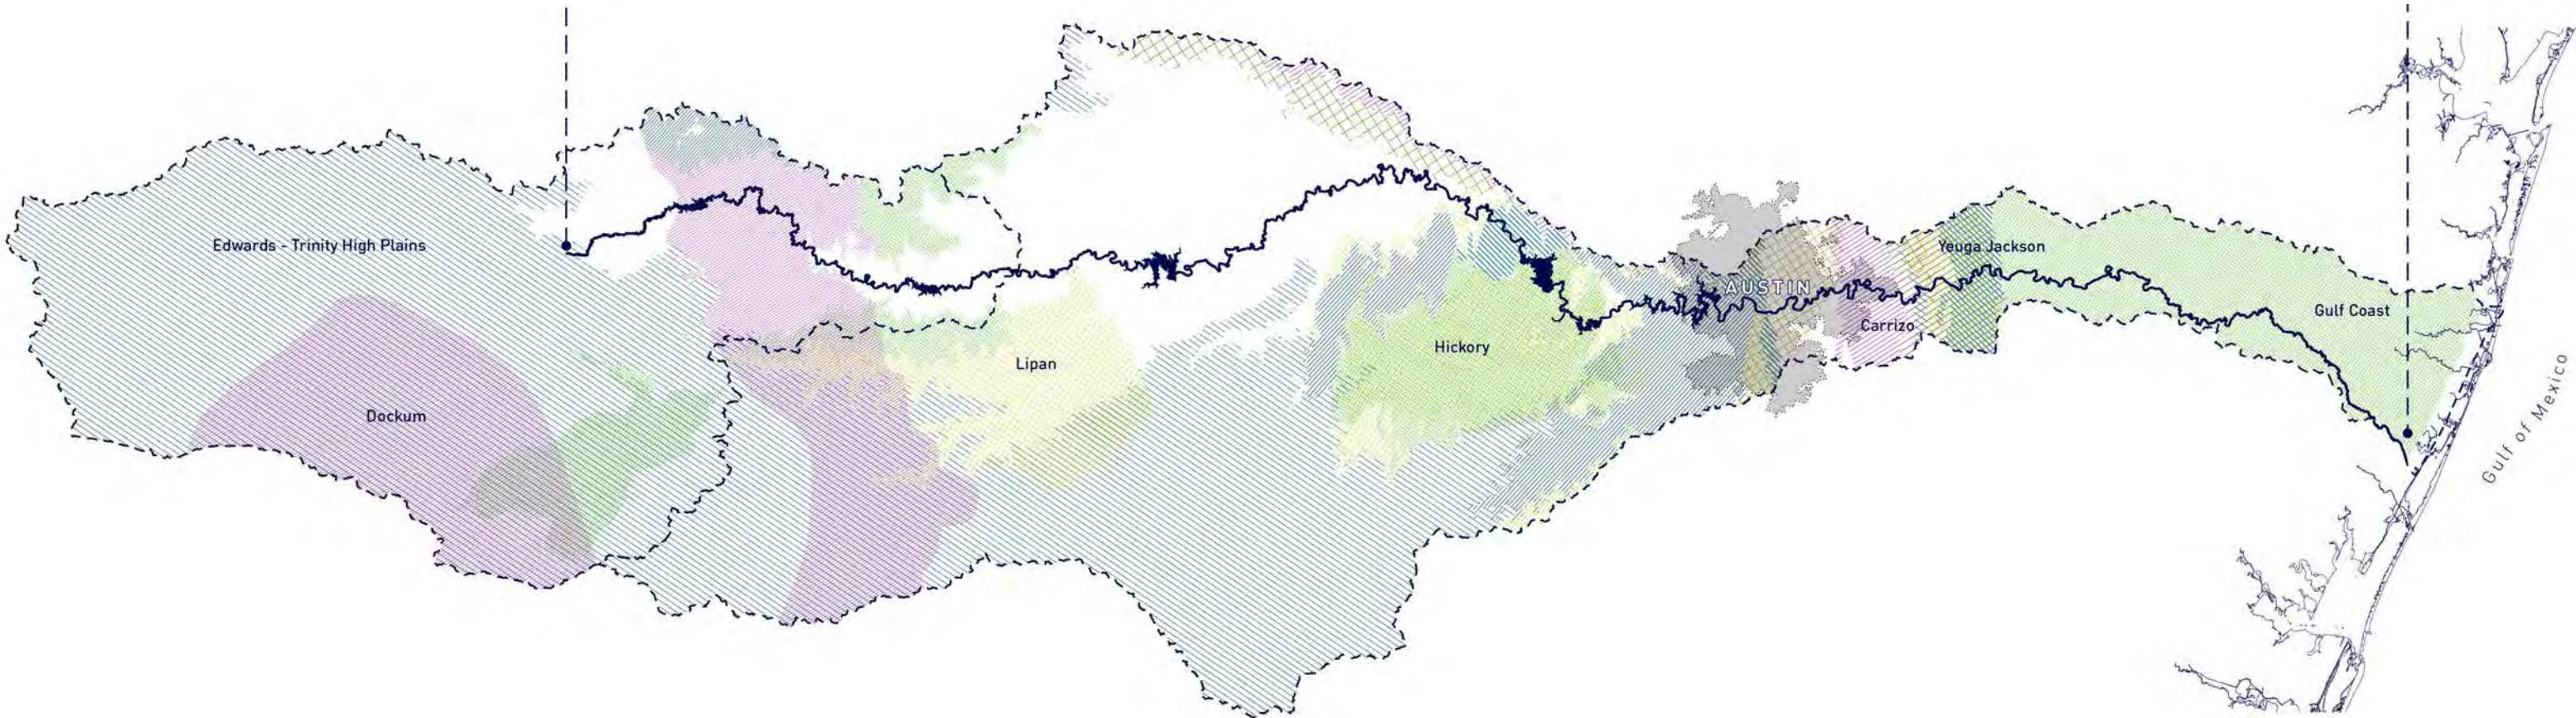 Edwards - Trinity High Plains
Dockum
Lipan
Hickory
AUSTIN
Carrizo
Yeuga Jackson
Gulf Coast
Gulf of Mexico